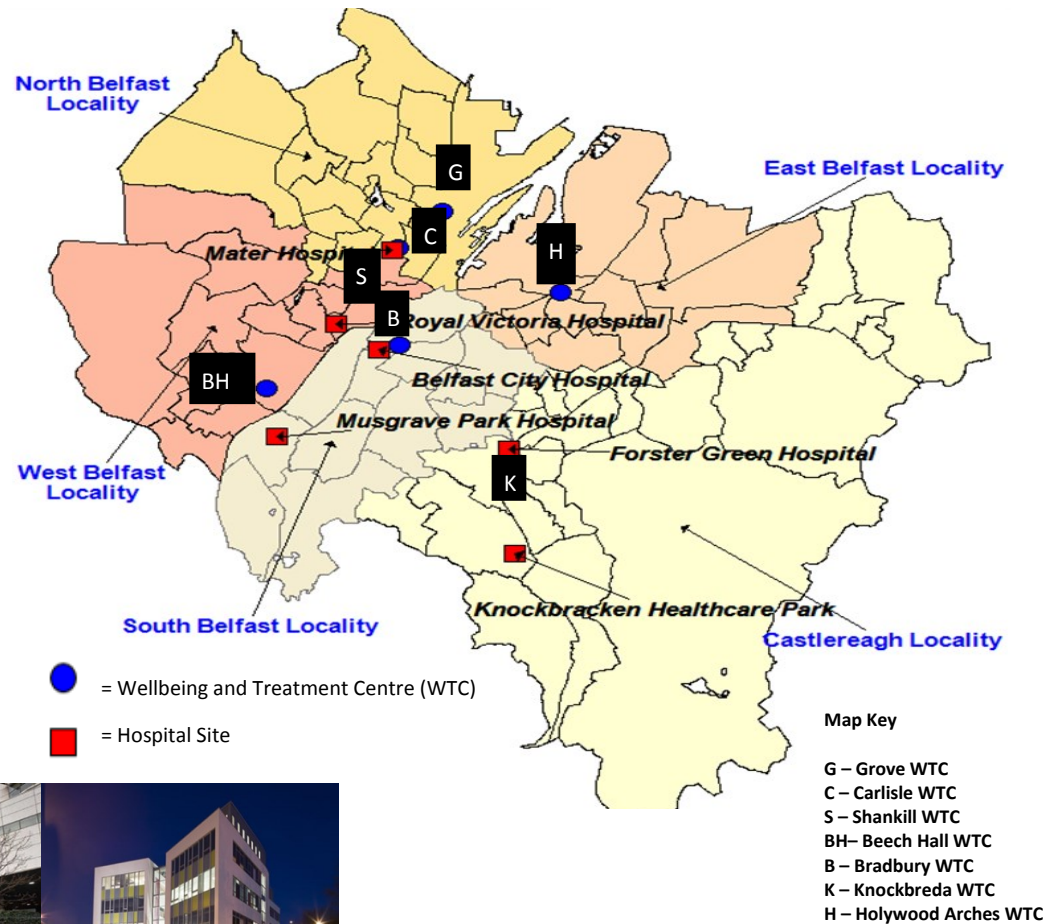 North Belfast
Locality
G
East Belfast Locality
C
H
Mater Hospi
S
B
Royal Victoria Hospital
BH
Belfast City Hospital
Musgrave Park Hospital
Forster Green Hospital
West Belfast
Locality
K
Knockbracken Healthcare Park
South Belfast Locality
Castlereagh Locality
= Wellbeing and Treatment Centre (WTC)
= Hospital Site
Map Key
G – Grove WTC
C – Carlisle WTC
S – Shankill WTC
BH– Beech Hall WTC
B – Bradbury WTC
K – Knockbreda WTC
H – Holywood Arches WTC